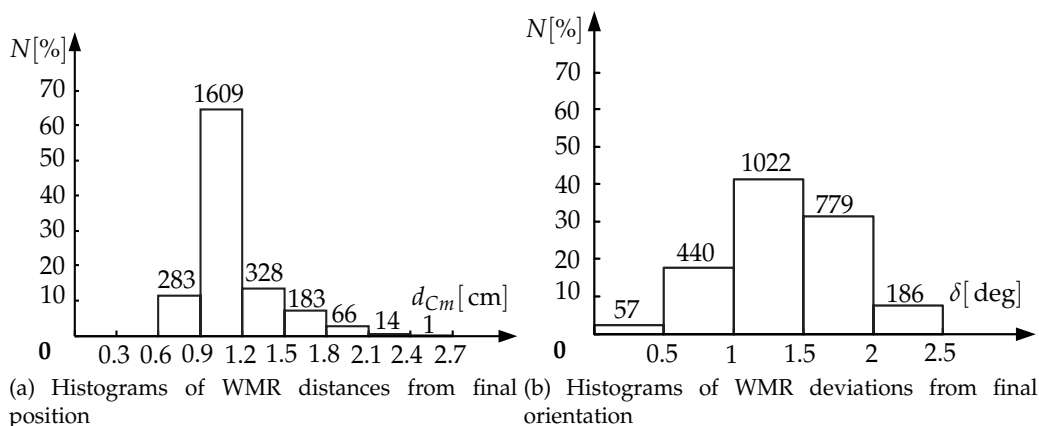 N[%]
70
60
50
40
30
20
10
0
1609
283
328
183
66
14
1
d_Cm[cm]
0.3 0.6 0.9 1.2 1.5 1.8 2.1 2.4 2.7
(a) Histograms of WMR distances from final
position
N[%]
70
60
50
40
30
20
10
0
57
440
1022
779
186
δ[deg]
0.5 1 1.5 2 2.5
(b) Histograms of WMR deviations from final
orientation